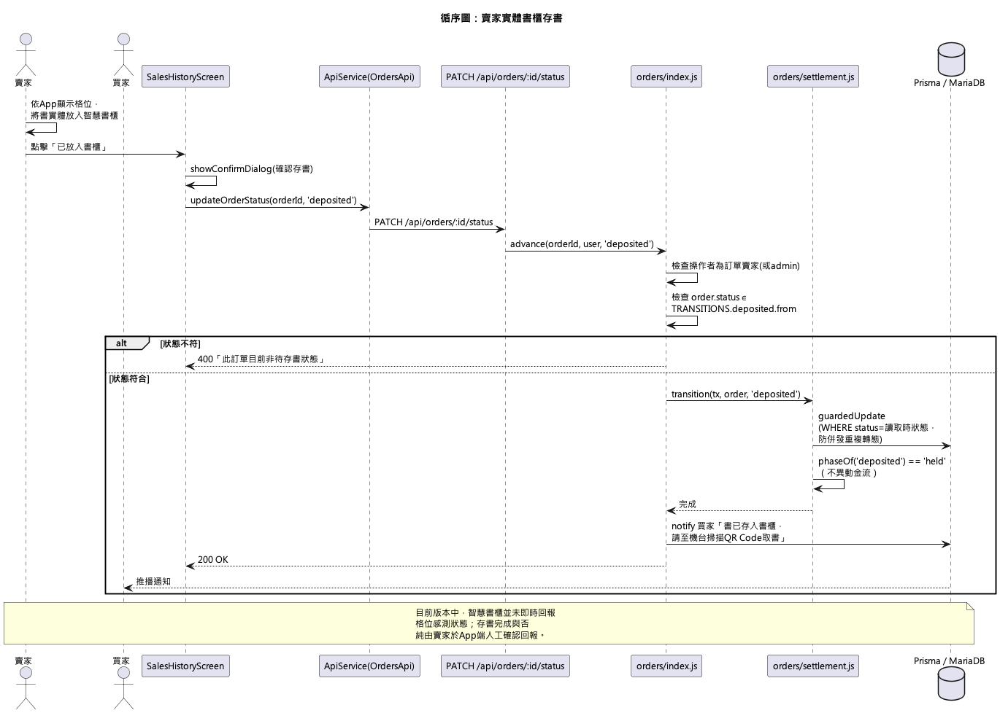 循序圖：賣家實體書櫃存書
賣家
買家
SalesHistoryScreen
ApiService(OrdersApi)
PATCH /api/orders/:id/status
orders/index.js
orders/settlement.js
Prisma / MariaDB
依App顯示格位，
將書實體放入智慧書櫃
點擊「已放入書櫃」
showConfirmDialog(確認存書)
updateOrderStatus(orderId, 'deposited')
PATCH /api/orders/:id/status
advance(orderId, user, 'deposited')
檢查操作者為訂單賣家(或admin)
檢查 order.status ∈
TRANSITIONS.deposited.from
alt [狀態不符]
400「此訂單目前非待存書狀態」
[狀態符合]
transition(tx, order, 'deposited')
guardedUpdate
(WHERE status=讀取時狀態，
防併發重複轉態)
phaseOf('deposited') == 'held'
（不異動金流）
完成
notify 買家「書已存入書櫃，
請至機台掃描QR Code取書」
200 OK
推播通知
目前版本中，智慧書櫃並未即時回報
格位感測狀態；存書完成與否
純由賣家於App端人工確認回報。
賣家
買家
SalesHistoryScreen
ApiService(OrdersApi)
PATCH /api/orders/:id/status
orders/index.js
orders/settlement.js
Prisma / MariaDB